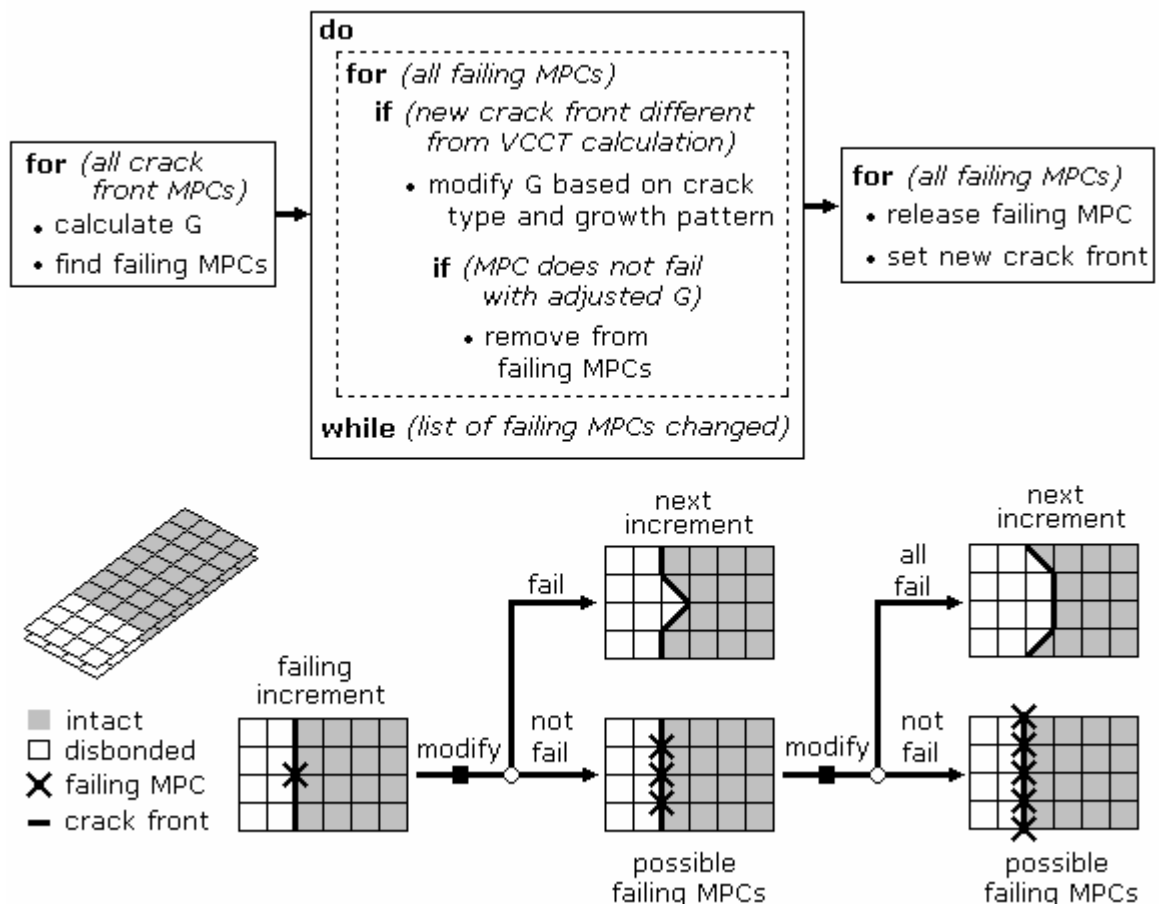 for (all crack
front MPCs)
• calculate G
• find failing MPCs
do
for (all failing MPCs)
if (new crack front different
from VCCT calculation)
• modify G based on crack
type and growth pattern
if (MPC does not fail
with adjusted G)
• remove from
failing MPCs
while (list of failing MPCs changed)
for (all failing MPCs)
• release failing MPC
• set new crack front
intact
disbonded
failing MPC
crack front
failing
increment
modify
fail
not
fail
next
increment
possible
failing MPCs
modify
all
fail
not
fail
next
increment
possible
failing MPCs